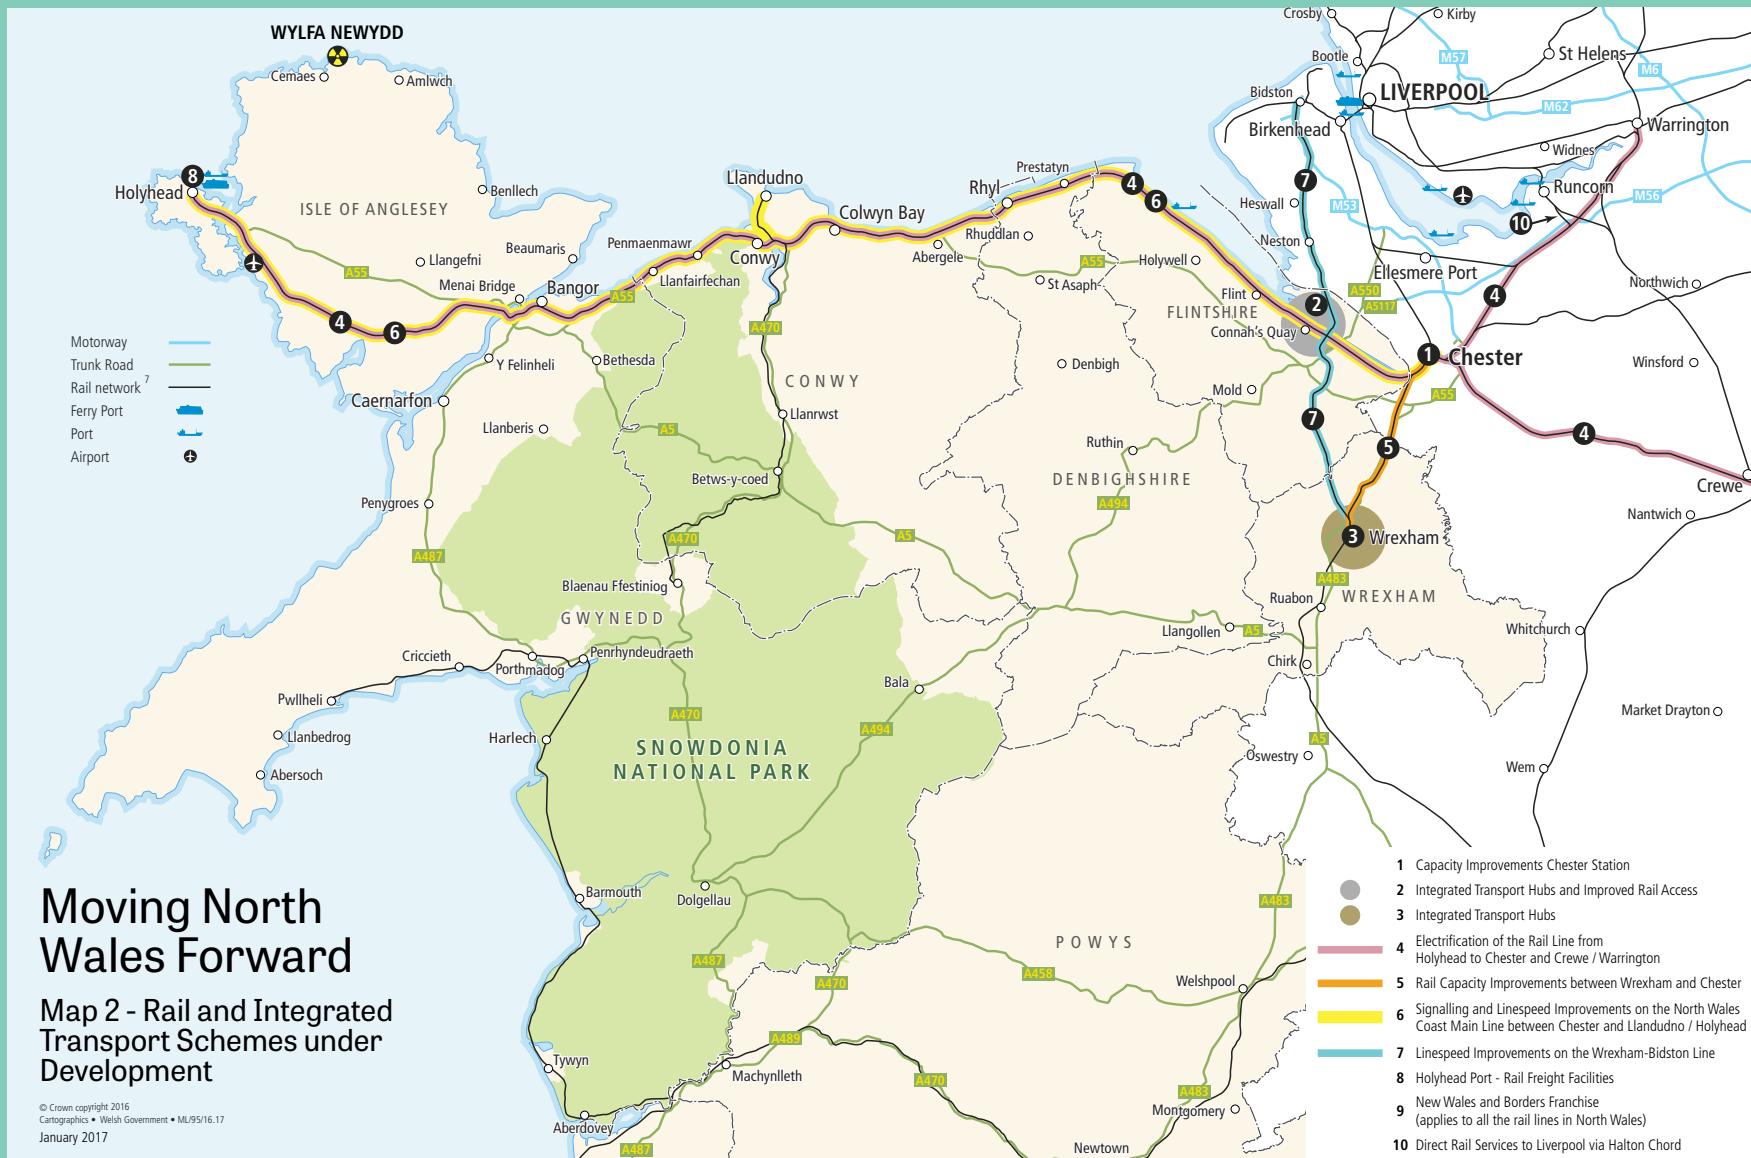 WYLFA NEWYDD
Cemaes
Amlwch
Holyhead
8
Benllech
ISLE OF ANGLESEY
Beaumaris
Llangefni
A55
Menai Bridge
Bangor
4
6
Penmaenmawr
Llanfairfechan
A55
Llandudno
Conwy
Colwyn Bay
Abergele
Rhyl
Prestatyn
Rhuddlan
A55
St Asaph
4
6
Holywell
Flint
FLINTSHIRE
Connah's Quay
2
Crosby
Kirby
Bootle
St Helens
M57
M6
LIVERPOOL
M62
Bidston
Birkenhead
Warrington
Widnes
Runcorn
7
Heswall
M53
M56
10
Neston
Ellesmere Port
A550
A5117
Northwich
4
1
Chester
Winsford
A55
4
Crewe
Nantwich
Motorway
Trunk Road
Rail network 7
Ferry Port
Port
Airport
Y Felinheli
Bethesda
Caernarfon
Llanberis
A470
CONWY
Llanrwst
A5
Betws-y-coed
Denbigh
Mold
Ruthin
DENBIGHSHIRE
A494
7
5
3
Wrexham
A483
WREXHAM
Ruabon
Penygroes
A487
A470
A5
Blaenau Ffestiniog
GWYNEDD
Llangollen
A5
Chirk
Whitchurch
Criccieth
Porthmadog
Penrhyndeudraeth
Pwllheli
Llanbedrog
Abersoch
Harlech
Bala
A470
A494
SNOWDONIA
NATIONAL PARK
A5
Oswestry
Market Drayton
Wem
Barmouth
Dolgellau
A487
A470
A458
POWYS
A483
Welshpool
A489
Tywyn
Machynlleth
A470
A483
Montgomery
Aberdovey
A487
Newtown
Moving North
Wales Forward
Map 2 - Rail and Integrated
Transport Schemes under
Development
© Crown copyright 2016
Cartographics • Welsh Government • ML/95/16.17
January 2017
1 Capacity Improvements Chester Station
2 Integrated Transport Hubs and Improved Rail Access
3 Integrated Transport Hubs
4 Electrification of the Rail Line from
Holyhead to Chester and Crewe / Warrington
5 Rail Capacity Improvements between Wrexham and Chester
6 Signalling and Linespeed Improvements on the North Wales
Coast Main Line between Chester and Llandudno / Holyhead
7 Linespeed Improvements on the Wrexham-Bidston Line
8 Holyhead Port - Rail Freight Facilities
9 New Wales and Borders Franchise
(applies to all the rail lines in North Wales)
10 Direct Rail Services to Liverpool via Halton Chord